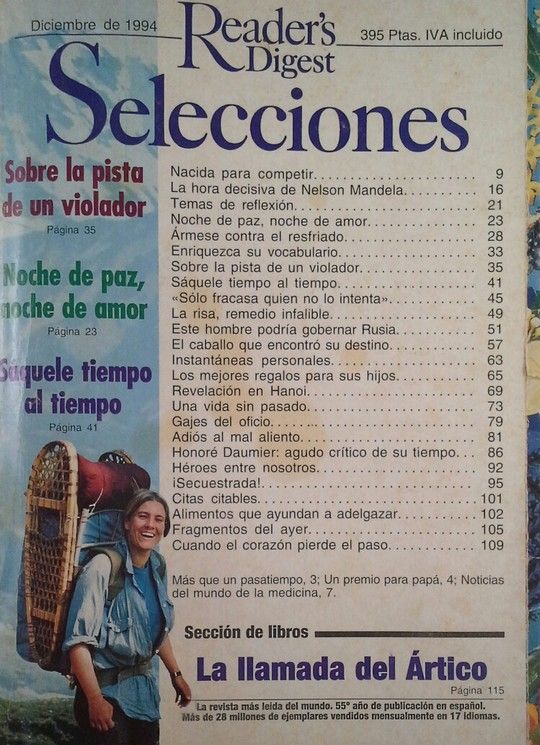 Diciembre de 1994
Reader's
Digest
395 Ptas. IVA incluido
Selecciones
Sobre la pista
de un violador
Página 35
Noche de paz,
noche de amor
Página 23
Sáquele tiempo
al tiempo
Página 41
Nacida para competir. . . . . . . . . . . . . . . . . . . . . . 9
La hora decisiva de Nelson Mandela. . . . . . . . . . 16
Temas de reflexión. . . . . . . . . . . . . . . . . . . . . . . . 21
Noche de paz, noche de amor. . . . . . . . . . . . . . . 23
Ármese contra el resfriado. . . . . . . . . . . . . . . . . . 28
Enriquezca su vocabulario. . . . . . . . . . . . . . . . . . 33
Sobre la pista de un violador. . . . . . . . . . . . . . . . 35
Sáquele tiempo al tiempo. . . . . . . . . . . . . . . . . . . 41
«Sólo fracasa quien no lo intenta». . . . . . . . . . . . 45
La risa, remedio infalible. . . . . . . . . . . . . . . . . . . . 49
Este hombre podría gobernar Rusia. . . . . . . . . . . 51
El caballo que encontró su destino. . . . . . . . . . . . 57
Instantáneas personales. . . . . . . . . . . . . . . . . . . . 63
Los mejores regalos para sus hijos. . . . . . . . . . . . 65
Revelación en Hanoi. . . . . . . . . . . . . . . . . . . . . . . 69
Una vida sin pasado. . . . . . . . . . . . . . . . . . . . . . . 73
Gajes del oficio. . . . . . . . . . . . . . . . . . . . . . . . . . . 79
Adiós al mal aliento. . . . . . . . . . . . . . . . . . . . . . . . 81
Honoré Daumier: agudo crítico de su tiempo. . . . 86
Héroes entre nosotros. . . . . . . . . . . . . . . . . . . . . . 92
¡Secuestrada!. . . . . . . . . . . . . . . . . . . . . . . . . . . . 95
Citas citables. . . . . . . . . . . . . . . . . . . . . . . . . . . . 101
Alimentos que ayundan a adelgazar. . . . . . . . . . 102
Fragmentos del ayer. . . . . . . . . . . . . . . . . . . . . . 105
Cuando el corazón pierde el paso. . . . . . . . . . . . 109
Más que un pasatiempo, 3; Un premio para papá, 4; Noticias
del mundo de la medicina, 7.
Sección de libros
La llamada del Ártico
Página 115
La revista más leída del mundo. 55° año de publicación en español.
Más de 28 millones de ejemplares vendidos mensualmente en 17 idiomas.